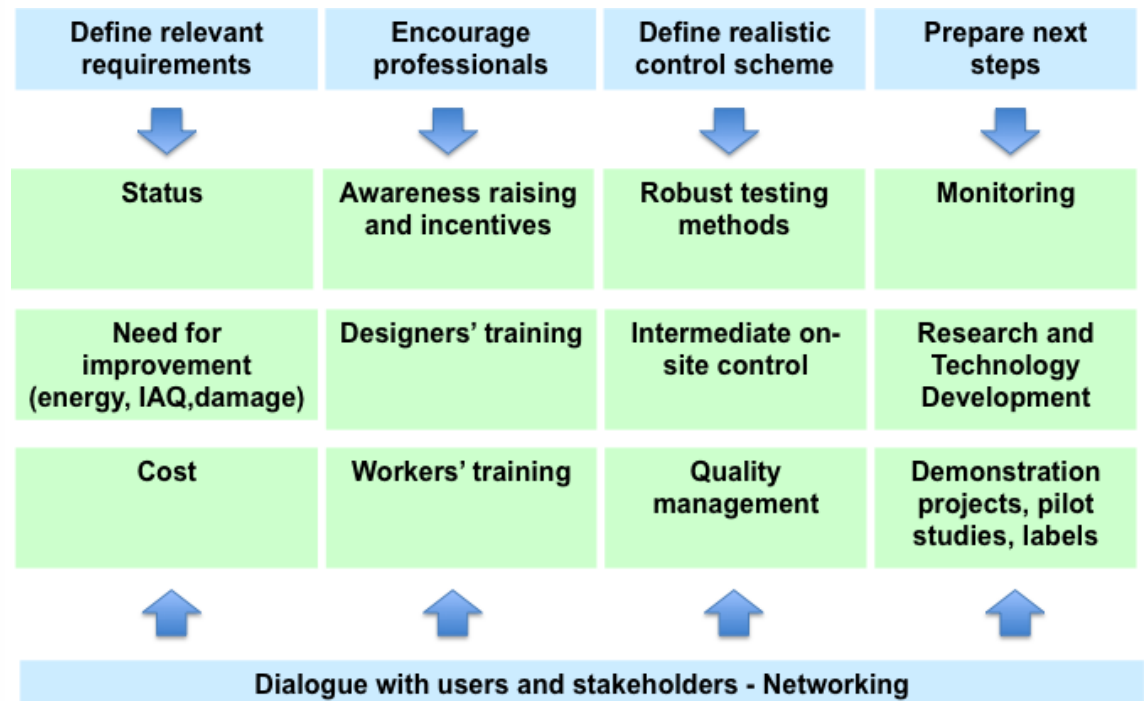 Define relevant
requirements
Encourage
professionals
Define realistic
control scheme
Prepare next
steps
Status
Awareness raising
and incentives
Robust testing
methods
Monitoring
Need for
improvement
(energy, IAQ,damage)
Designers’ training
Intermediate on-
site control
Research and
Technology
Development
Cost
Workers’ training
Quality
management
Demonstration
projects, pilot
studies, labels
Dialogue with users and stakeholders - Networking